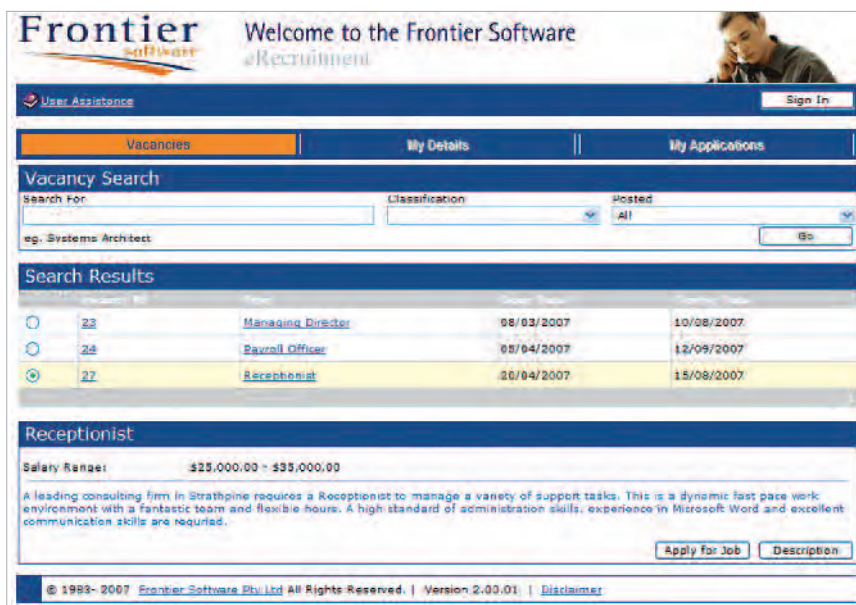 Frontier
software
Welcome to the Frontier Software
eRecruitment
User Assistance
Sign In
Vacancies
My Details
My Applications
Vacancy Search
Search For
Classification
Posted
All
eg. Systems Architect
Go
Search Results
23 Managing Director 08/03/2007 10/08/2007
24 Payroll Officer 05/04/2007 12/09/2007
27 Receptionist 20/04/2007 15/08/2007
Receptionist
Salary Range: $25,000.00 - $35,000.00
A leading consulting firm in Strathpine requires a Receptionist to manage a variety of support tasks. This is a dynamic fast pace work
environment with a fantastic team and flexible hours. A high standard of administration skills, experience in Microsoft Word and excellent
communication skills are requried.
Apply for Job
Description
© 1983- 2007 Frontier Software Pty Ltd All Rights Reserved. | Version 2.00.01 | Disclaimer